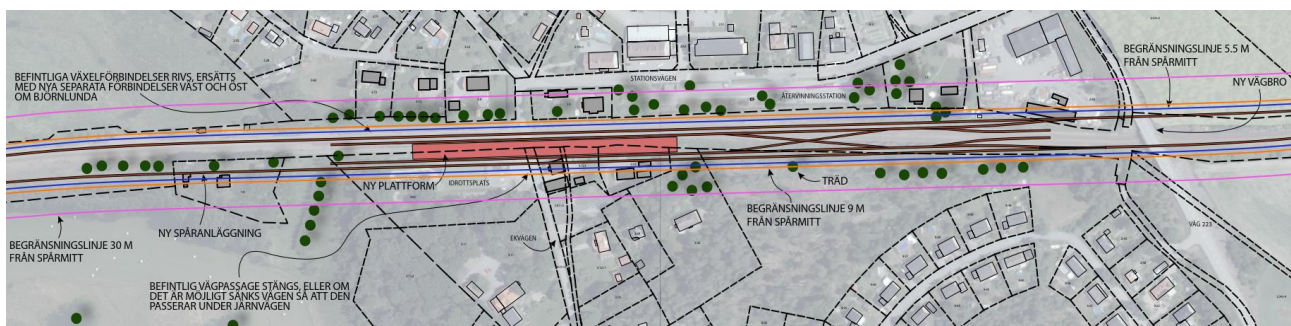 BEFINTLIGA VÄXELFÖRBINDELSER RIVS, ERSÄTTS
MED NYA SEPARATA FÖRBINDELSER VÄST OCH ÖST
OM BJÖRNLUNDA
STATIONSVÄGEN
ÅTERVINNINGSSTATION
BEGRÄNSNINGSLINJE 5.5 M
FRÅN SPÅRMITT
NY VÄGBRO
NY PLATTFORM
IDROTTSPLATS
TRÄD
BEGRÄNSNINGSLINJE 9 M
FRÅN SPÅRMITT
NY SPÅRANLÄGGNING
BEGRÄNSNINGSLINJE 30 M
FRÅN SPÅRMITT
EKVÄGEN
VÄG 223
BEFINTLIG VÄGPASSAGE STÄNGS, ELLER OM
DET ÄR MÖJLIGT SÄNKS VÄGEN SÅ ATT DEN
PASSERAR UNDER JÄRNVÄGEN